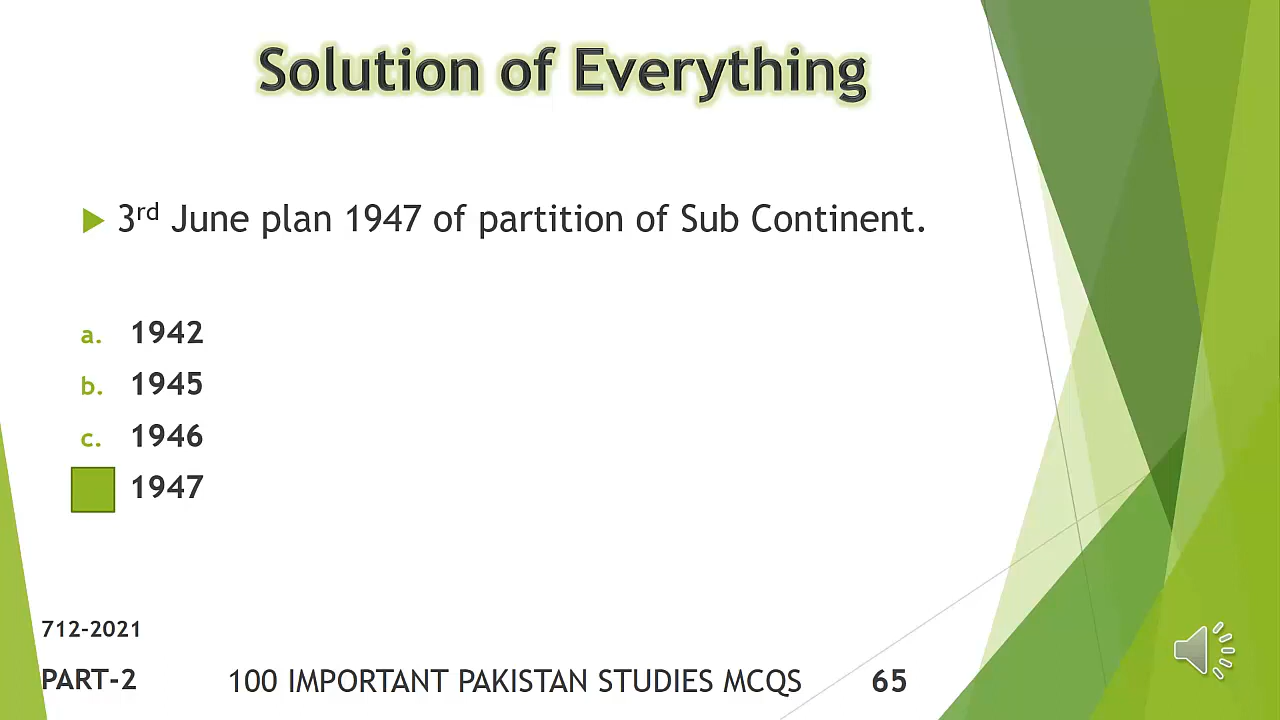 Solution of Everything
3rd June plan 1947 of partition of Sub Continent.
a. 1942
b. 1945
c. 1946
1947
712-2021
PART-2 100 IMPORTANT PAKISTAN STUDIES MCQS 65